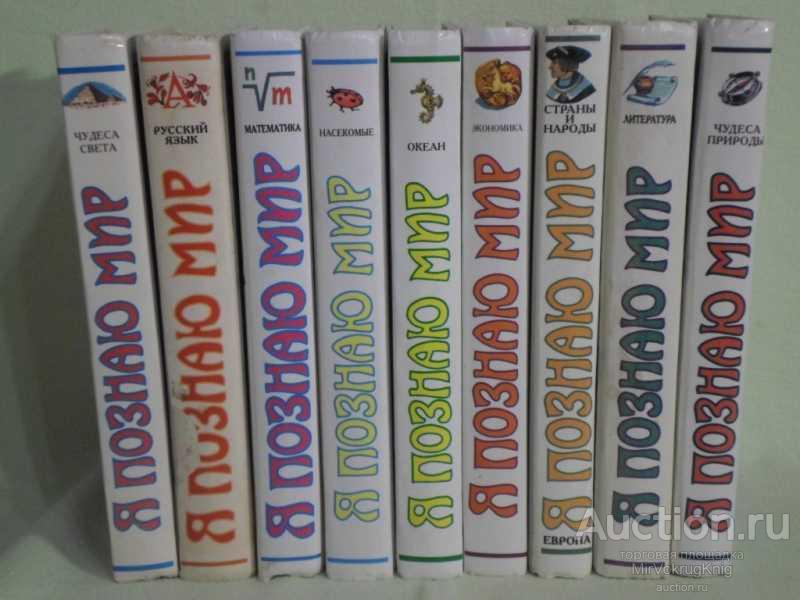 ЧУДЕСА
СВЕТА
Я ПОЗНАЮ МИР
А
РУССКИЙ
ЯЗЫК
Я ПОЗНАЮ МИР
n√m
МАТЕМАТИКА
Я ПОЗНАЮ МИР
НАСЕКОМЫЕ
Я ПОЗНАЮ МИР
ОКЕАН
Я ПОЗНАЮ МИР
ЭКОНОМИКА
Я ПОЗНАЮ МИР
СТРАНЫ
И
НАРОДЫ
Я ПОЗНАЮ МИР
ЕВРОПА
ЛИТЕРАТУРА
Я ПОЗНАЮ МИР
ЧУДЕСА
ПРИРОДЫ
Я ПОЗНАЮ МИР
Auction.ru
торговая площадка
MirVokrugKnig
auction.ru